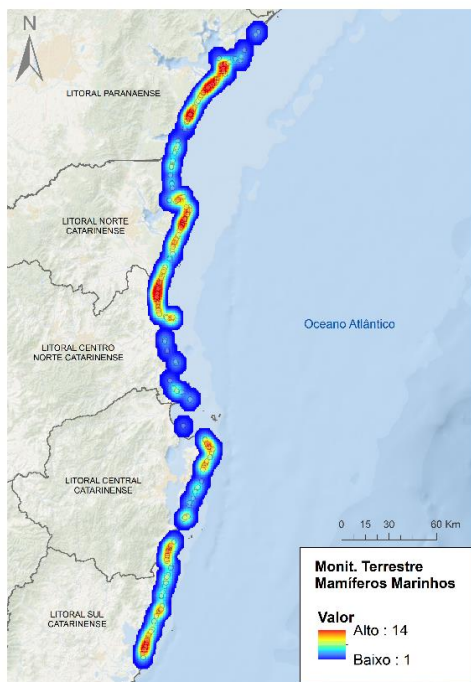 N
LITORAL PARANAENSE
LITORAL NORTE
CATARINENSE
LITORAL CENTRO
NORTE CATARINENSE
Oceano Atlântico
LITORAL CENTRAL
CATARINENSE
0 15 30 60 Km
LITORAL SUL
CATARINENSE
Monit. Terrestre
Mamíferos Marinhos
Valor
Alto : 14
Baixo : 1